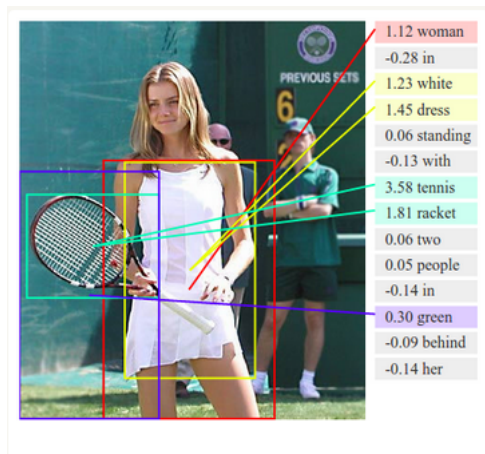 PREVIOUS SETS
6
1.12 woman
-0.28 in
1.23 white
1.45 dress
0.06 standing
-0.13 with
3.58 tennis
1.81 racket
0.06 two
0.05 people
-0.14 in
0.30 green
-0.09 behind
-0.14 her